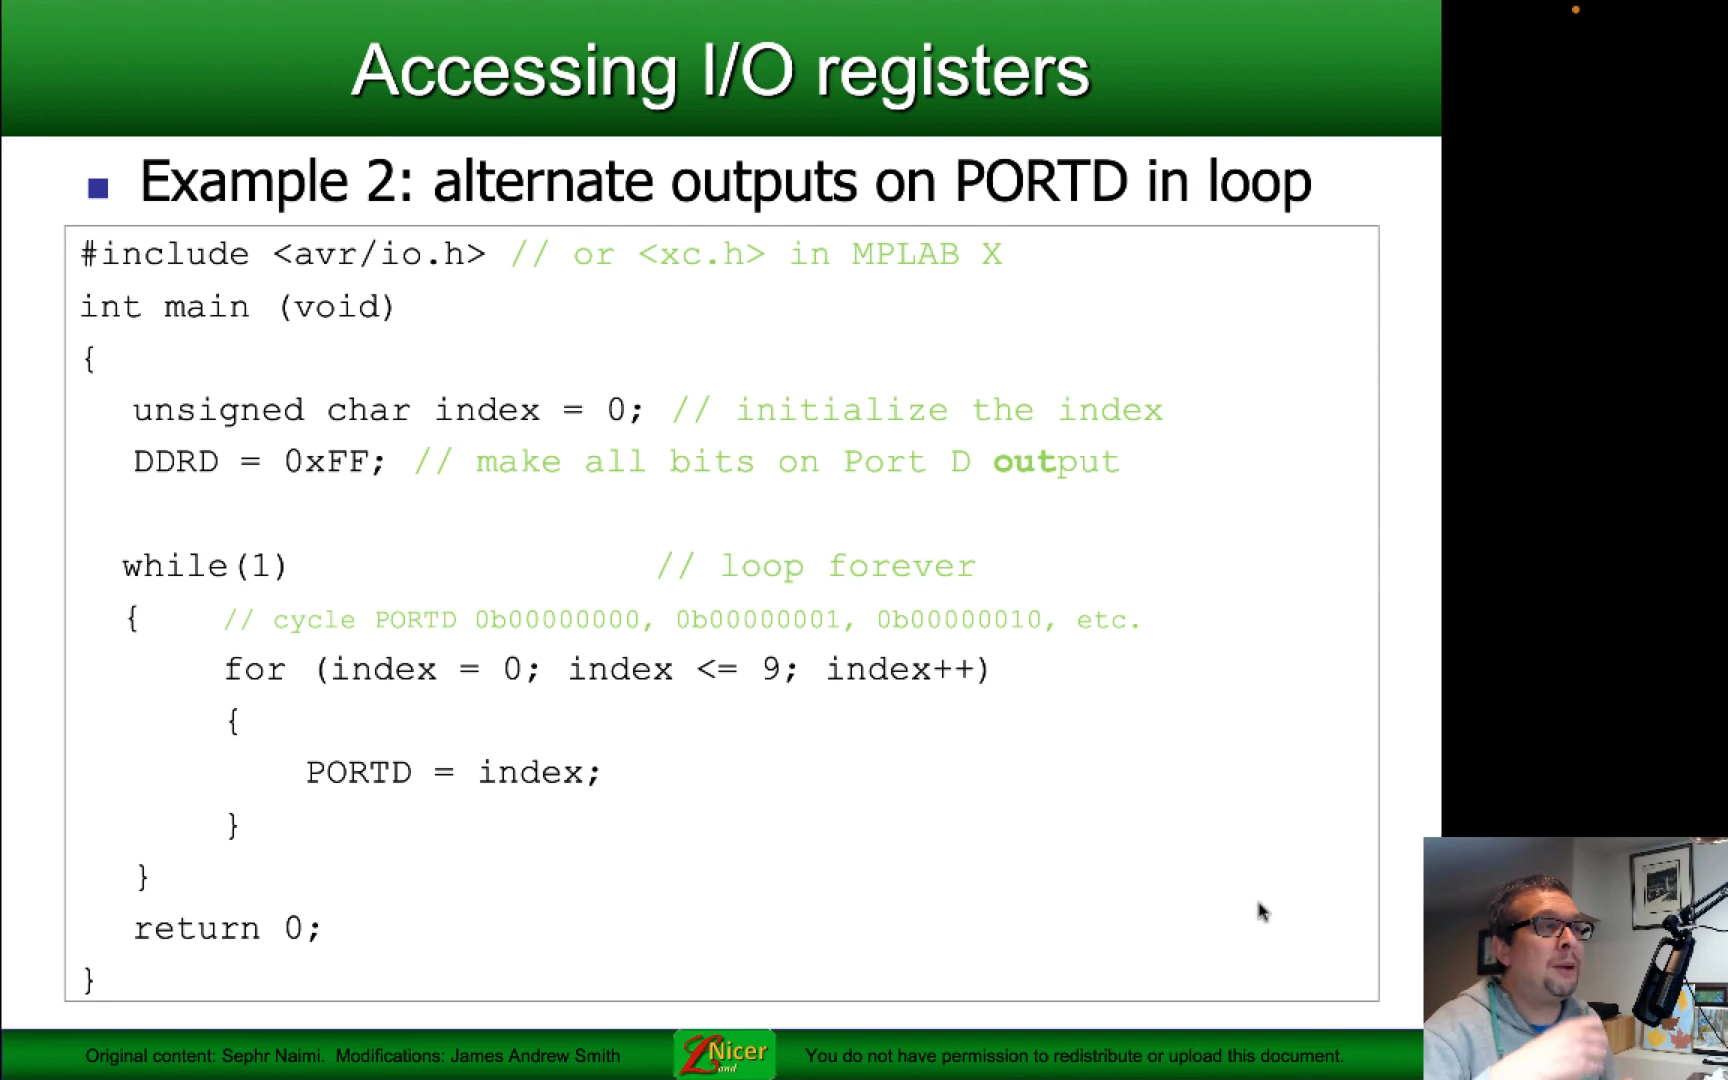 Accessing I/O registers
Example 2: alternate outputs on PORTD in loop
#include <avr/io.h> // or <xc.h> in MPLAB X
int main (void)
{
unsigned char index = 0; // initialize the index
DDRD = 0xFF; // make all bits on Port D output
while(1) // loop forever
{ // cycle PORTD 0b00000000, 0b00000001, 0b00000010, etc.
for (index = 0; index <= 9; index++)
{
PORTD = index;
}
}
return 0;
}
Original content: Sephr Naimi. Modifications: James Andrew Smith
Nicer
Land
You do not have permission to redistribute or upload this document.